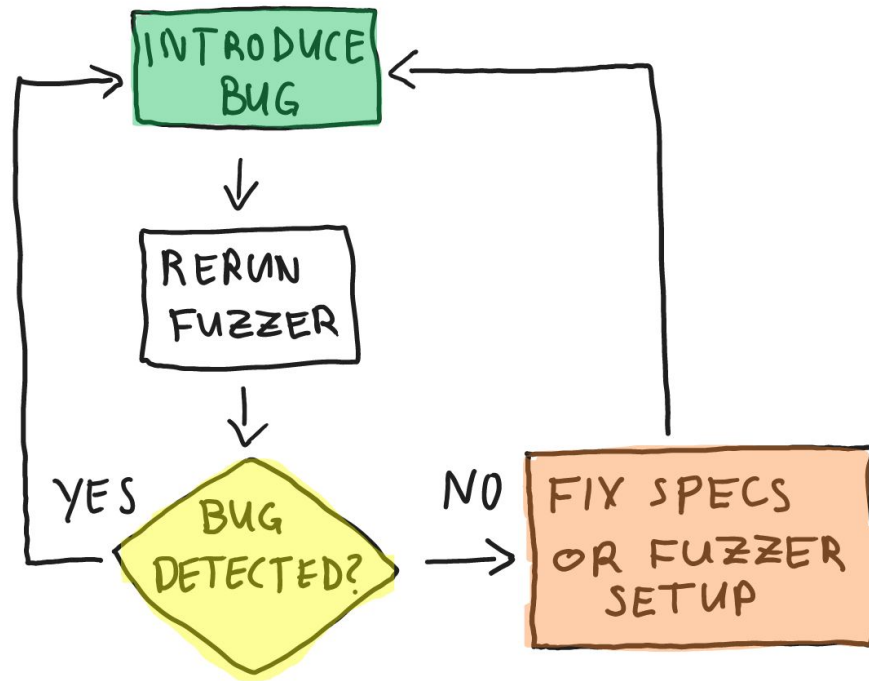 INTRODUCE
BUG
RERUN
FUZZER
YES
BUG
DETECTED?
NO
FIX SPECS
OR FUZZER
SETUP